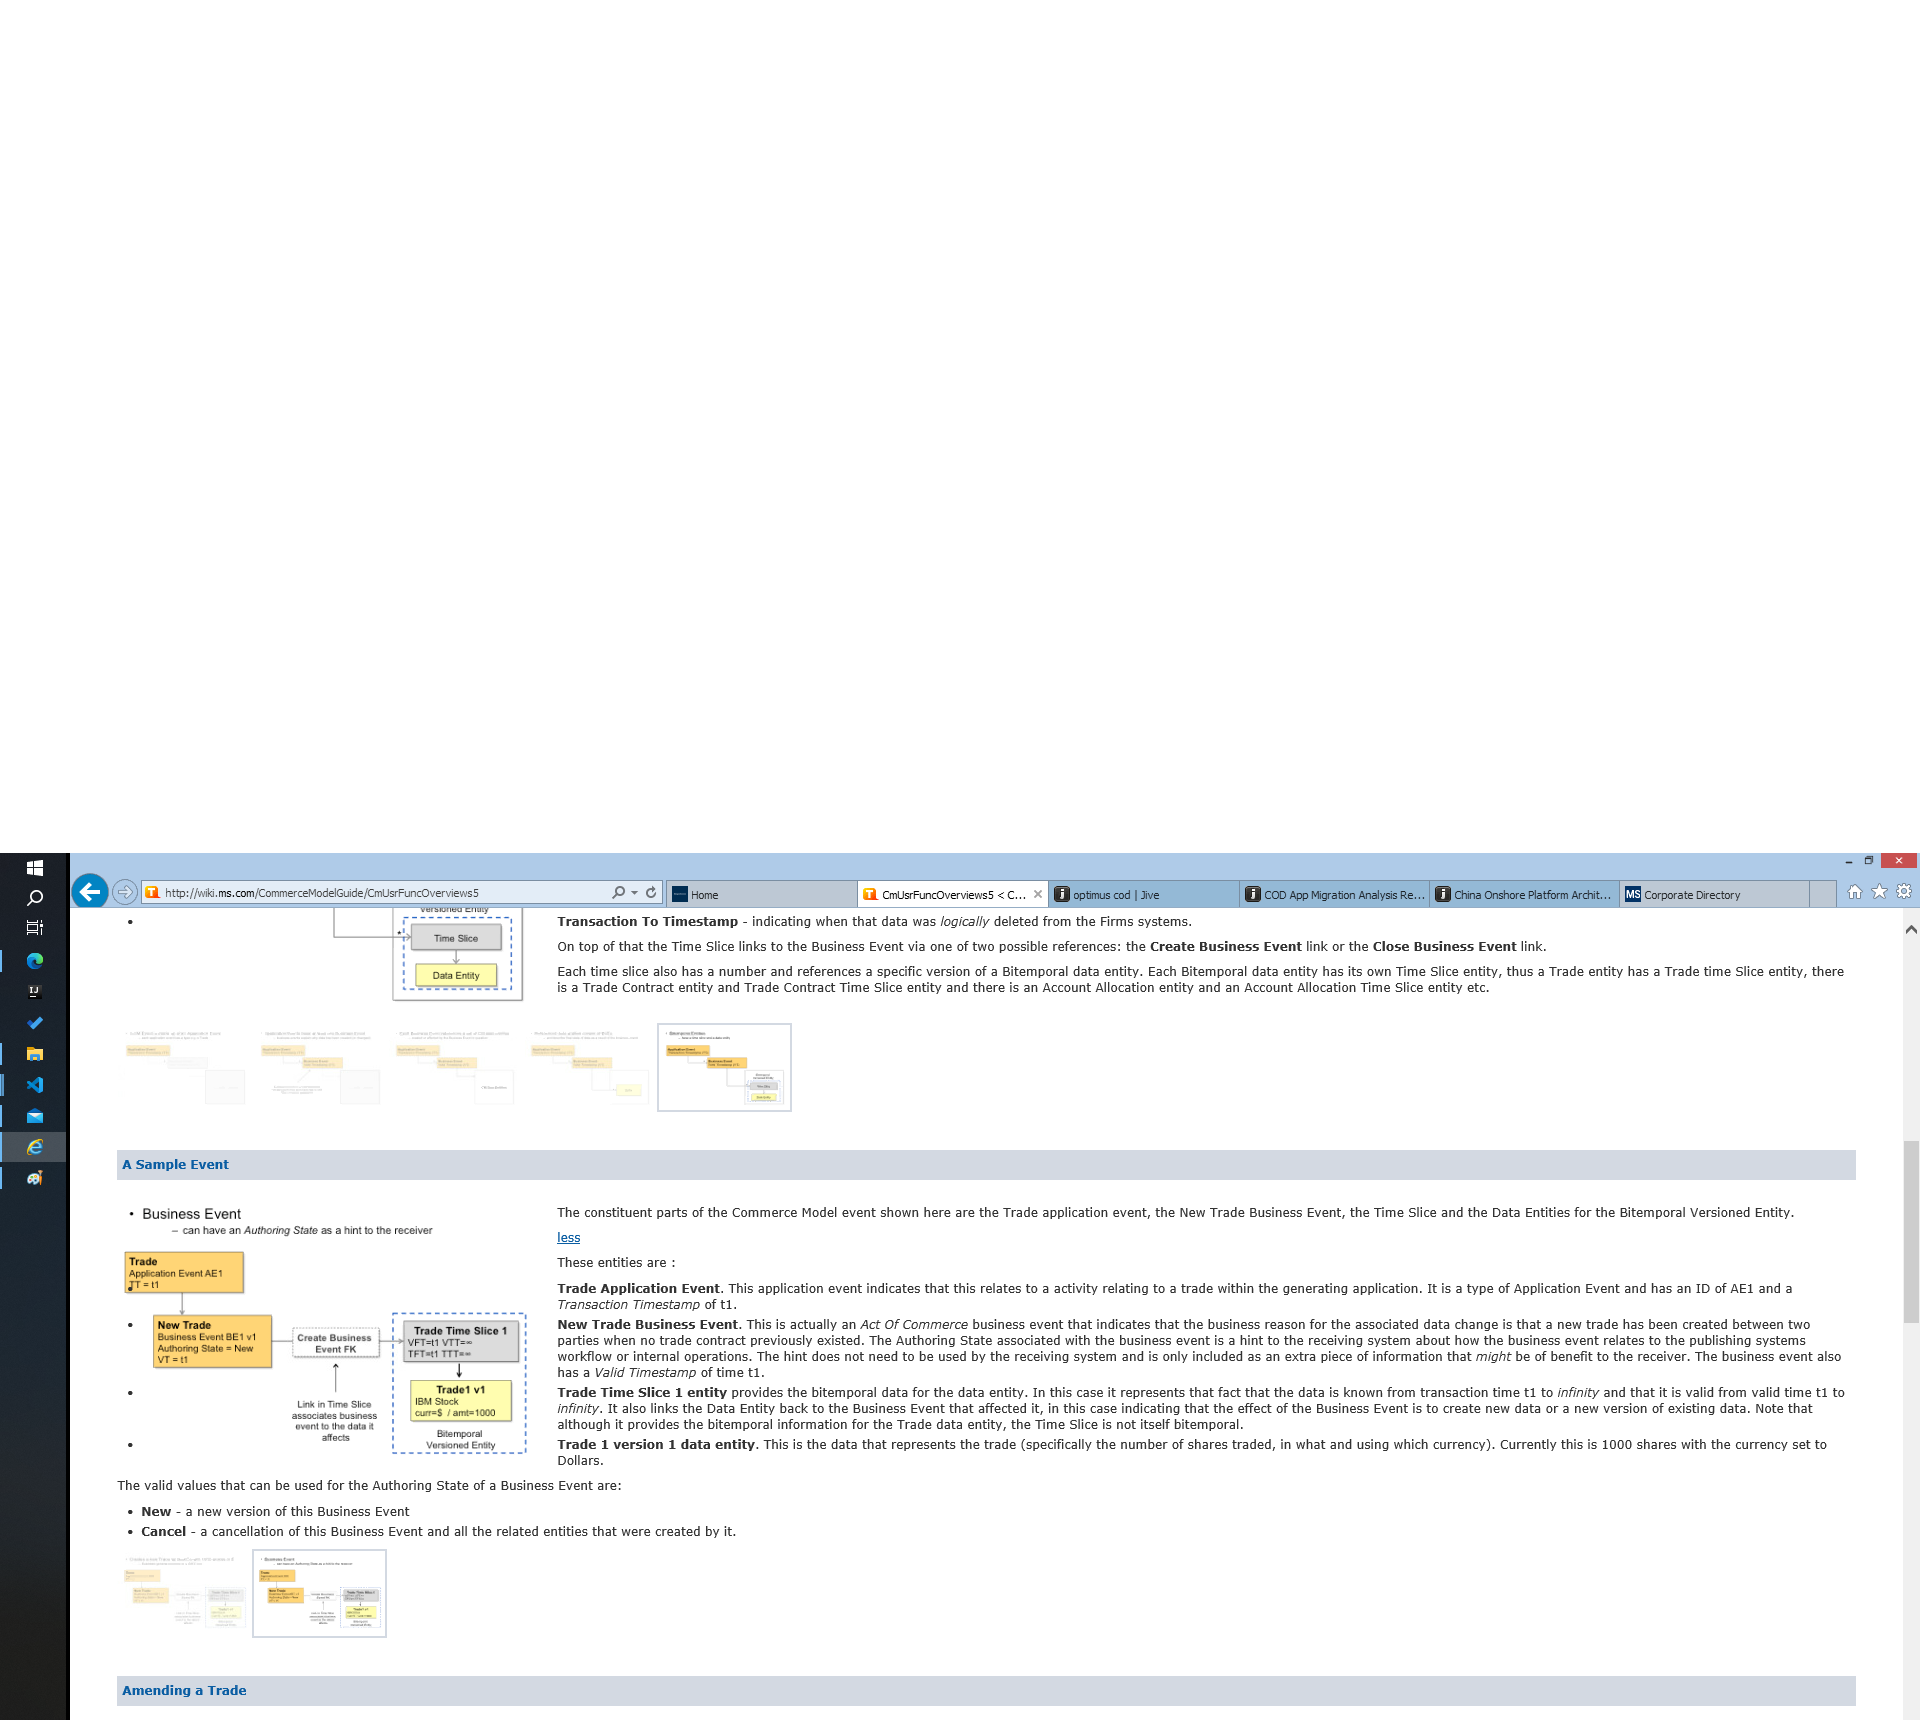 http://wiki.ms.com/CommerceModelGuide/CmUsrFuncOverviews5
Home
CmUsrFuncOverviews5 < C...
optimus cod | Jive
COD App Migration Analysis Re...
China Onshore Platform Archit...
MS Corporate Directory
Versioned Entity
*
Time Slice
Data Entity
• Transaction To Timestamp - indicating when that data was logically deleted from the Firms systems.
On top of that the Time Slice links to the Business Event via one of two possible references: the Create Business Event link or the Close Business Event link.
Each time slice also has a number and references a specific version of a Bitemporal data entity. Each Bitemporal data entity has its own Time Slice entity, thus a Trade entity has a Trade time Slice entity, there
is a Trade Contract entity and Trade Contract Time Slice entity and there is an Account Allocation entity and an Account Allocation Time Slice entity etc.
A Sample Event
• Business Event
– can have an Authoring State as a hint to the receiver
Trade
Application Event AE1
TT = t1
New Trade
Business Event BE1 v1
Authoring State = New
VT = t1
Create Business
Event FK
Link in Time Slice
associates business
event to the data it
affects
Trade Time Slice 1
VFT=t1 VTT=∞
TFT=t1 TTT=∞
Trade1 v1
IBM Stock
curr=$ / amt=1000
Bitemporal
Versioned Entity
The constituent parts of the Commerce Model event shown here are the Trade application event, the New Trade Business Event, the Time Slice and the Data Entities for the Bitemporal Versioned Entity.
less
These entities are :
• Trade Application Event. This application event indicates that this relates to a activity relating to a trade within the generating application. It is a type of Application Event and has an ID of AE1 and a
Transaction Timestamp of t1.
• New Trade Business Event. This is actually an Act Of Commerce business event that indicates that the business reason for the associated data change is that a new trade has been created between two
parties when no trade contract previously existed. The Authoring State associated with the business event is a hint to the receiving system about how the business event relates to the publishing systems
workflow or internal operations. The hint does not need to be used by the receiving system and is only included as an extra piece of information that might be of benefit to the receiver. The business event also
has a Valid Timestamp of time t1.
• Trade Time Slice 1 entity provides the bitemporal data for the data entity. In this case it represents that fact that the data is known from transaction time t1 to infinity and that it is valid from valid time t1 to
infinity. It also links the Data Entity back to the Business Event that affected it, in this case indicating that the effect of the Business Event is to create new data or a new version of existing data. Note that
although it provides the bitemporal information for the Trade data entity, the Time Slice is not itself bitemporal.
• Trade 1 version 1 data entity. This is the data that represents the trade (specifically the number of shares traded, in what and using which currency). Currently this is 1000 shares with the currency set to
Dollars.
The valid values that can be used for the Authoring State of a Business Event are:
• New - a new version of this Business Event
• Cancel - a cancellation of this Business Event and all the related entities that were created by it.
Amending a Trade